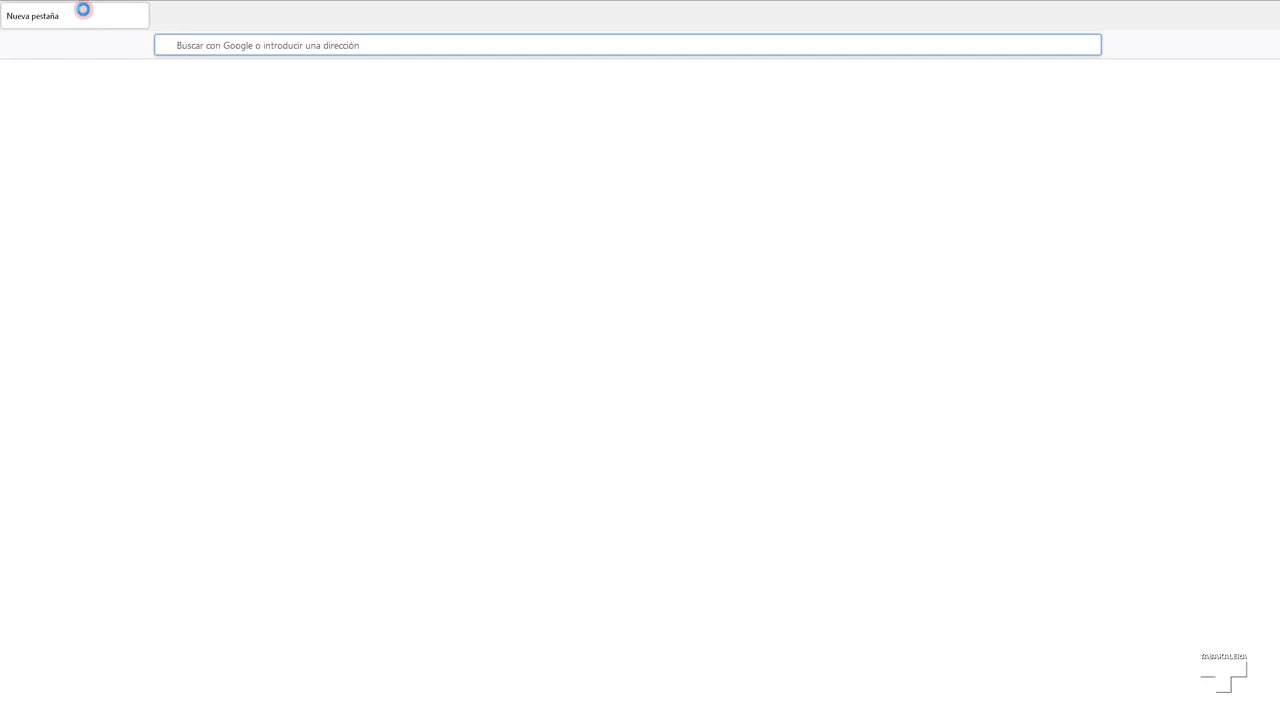 Nueva pestaña
Buscar con Google o introducir una dirección
TABAKALERA